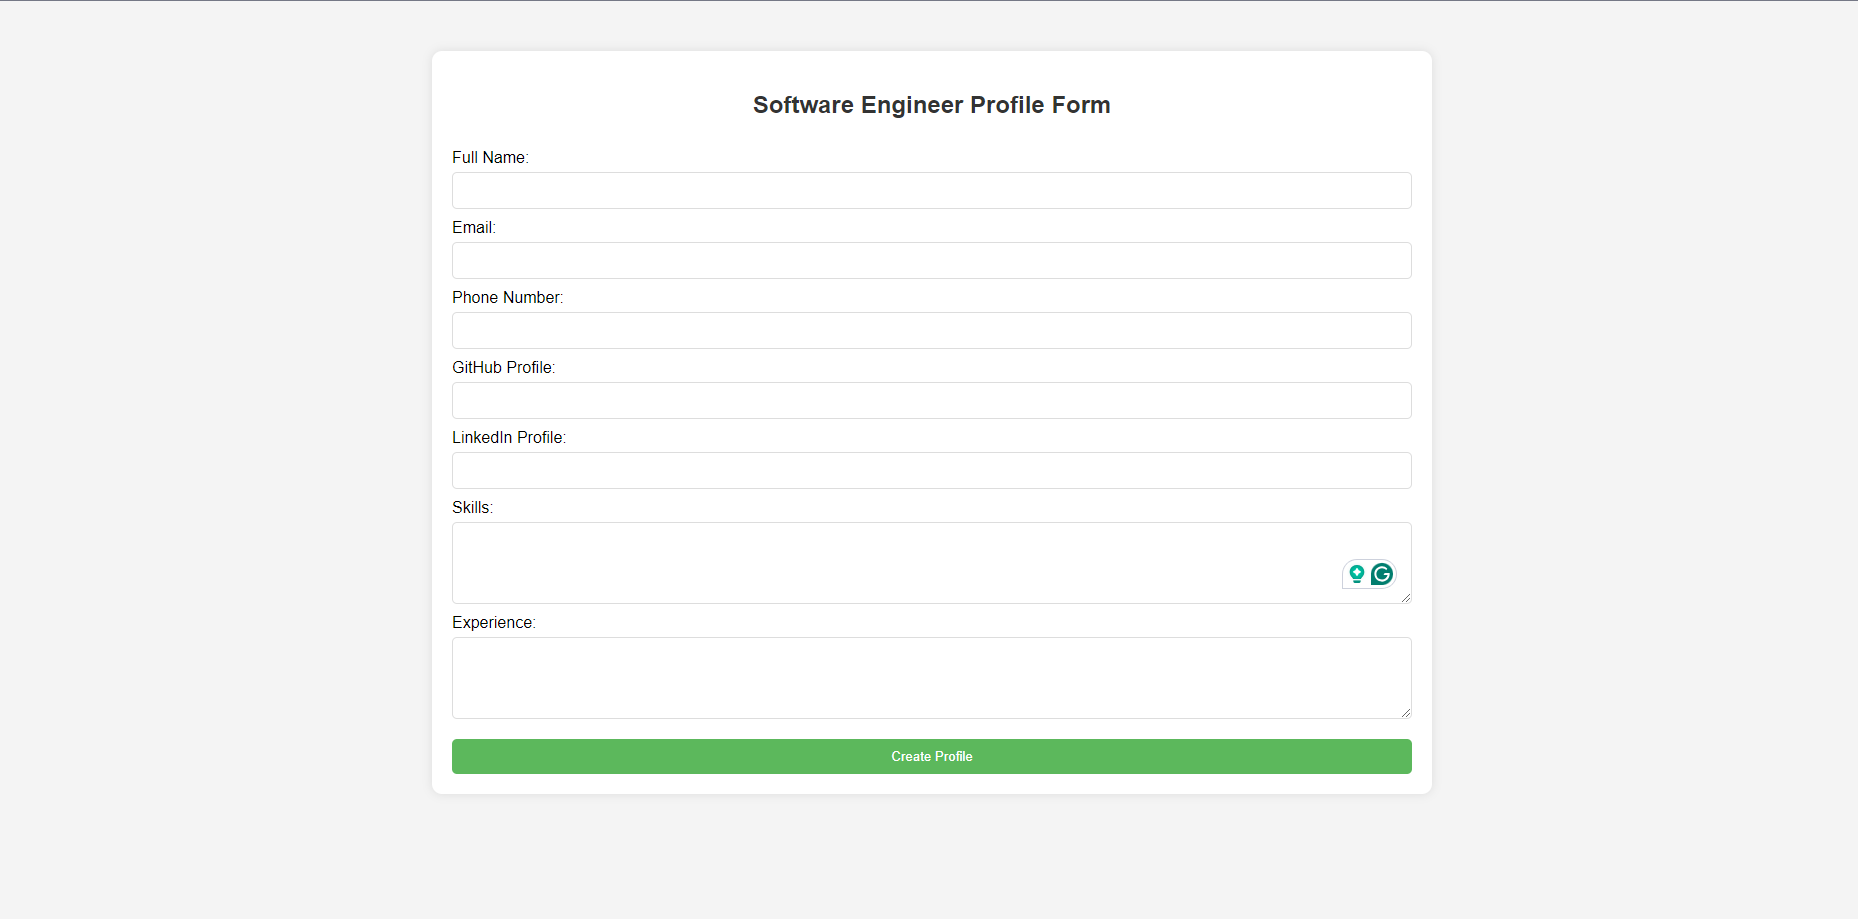 Software Engineer Profile Form
Full Name:
Email:
Phone Number:
GitHub Profile:
LinkedIn Profile:
Skills:
Experience:
Create Profile